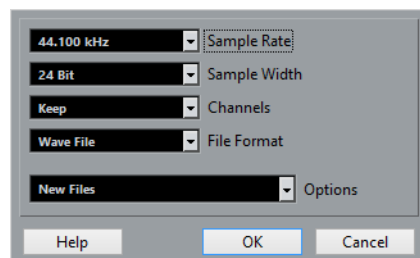 44.100 kHz Sample Rate
24 Bit Sample Width
Keep Channels
Wave File File Format
New Files Options
Help OK Cancel